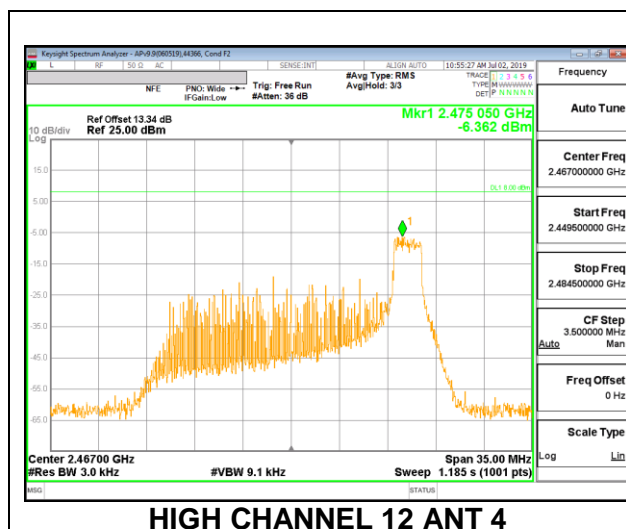 Keysight Spectrum Analyzer - APv9.9(060519),44366, Cond F2
L RF 50 Ω AC SENSE:INT ALIGN AUTO 10:55:27 AM Jul 02, 2019
NFE PNO: Wide Trig: Free Run #Avg Type: RMS TRACE 1 2 3 4 5 6
IFGain:Low #Atten: 36 dB Avg|Hold: 3/3 TYPE M WWWWW
DET P N N N N N
Ref Offset 13.34 dB Mkr1 2.475 050 GHz
10 dB/div Ref 25.00 dBm -6.362 dBm
Log
15.0
DL1 8.00 dBm
5.00
-5.00
1
-15.0
-25.0
-35.0
-45.0
-55.0
-65.0
Center 2.46700 GHz Span 35.00 MHz
#Res BW 3.0 kHz #VBW 9.1 kHz Sweep 1.185 s (1001 pts)
MSG STATUS
Frequency
Auto Tune
Center Freq
2.467000000 GHz
Start Freq
2.449500000 GHz
Stop Freq
2.484500000 GHz
CF Step
3.500000 MHz
Auto Man
Freq Offset
0 Hz
Scale Type
Log Lin
HIGH CHANNEL 12 ANT 4